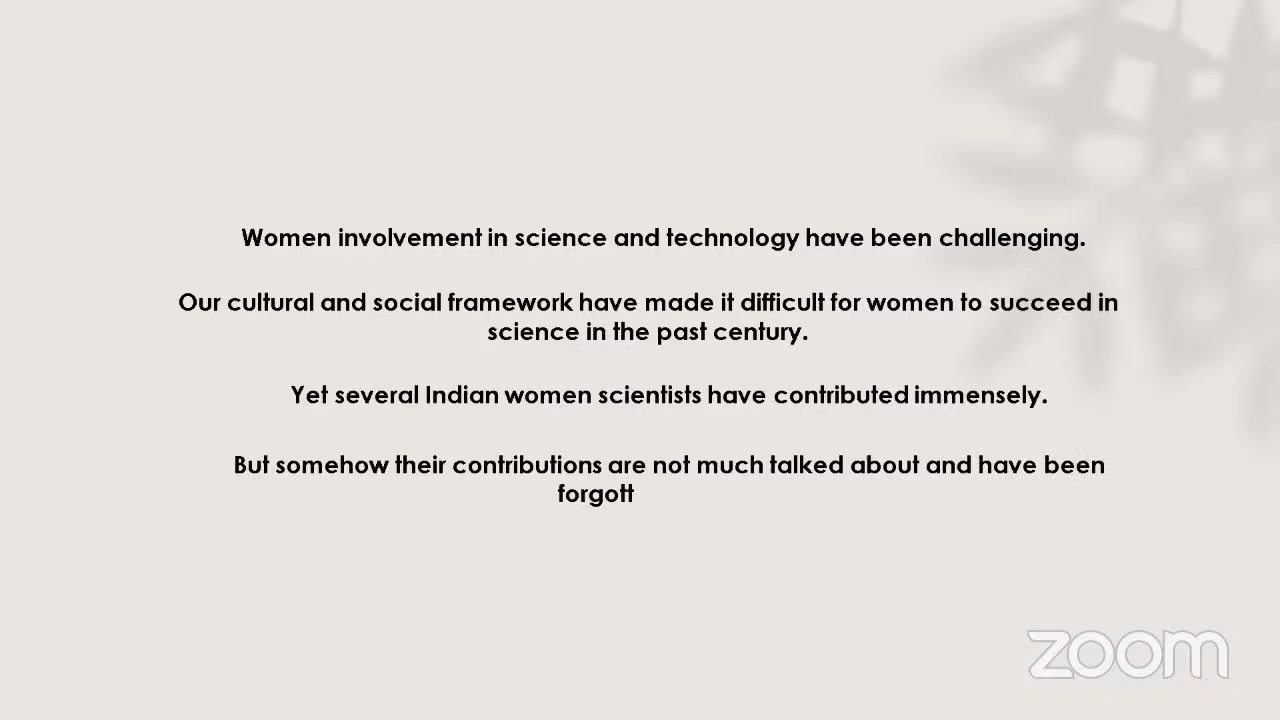 Women involvement in science and technology have been challenging.
Our cultural and social framework have made it difficult for women to succeed in
science in the past century.
Yet several Indian women scientists have contributed immensely.
But somehow their contributions are not much talked about and have been
forgott
zoom